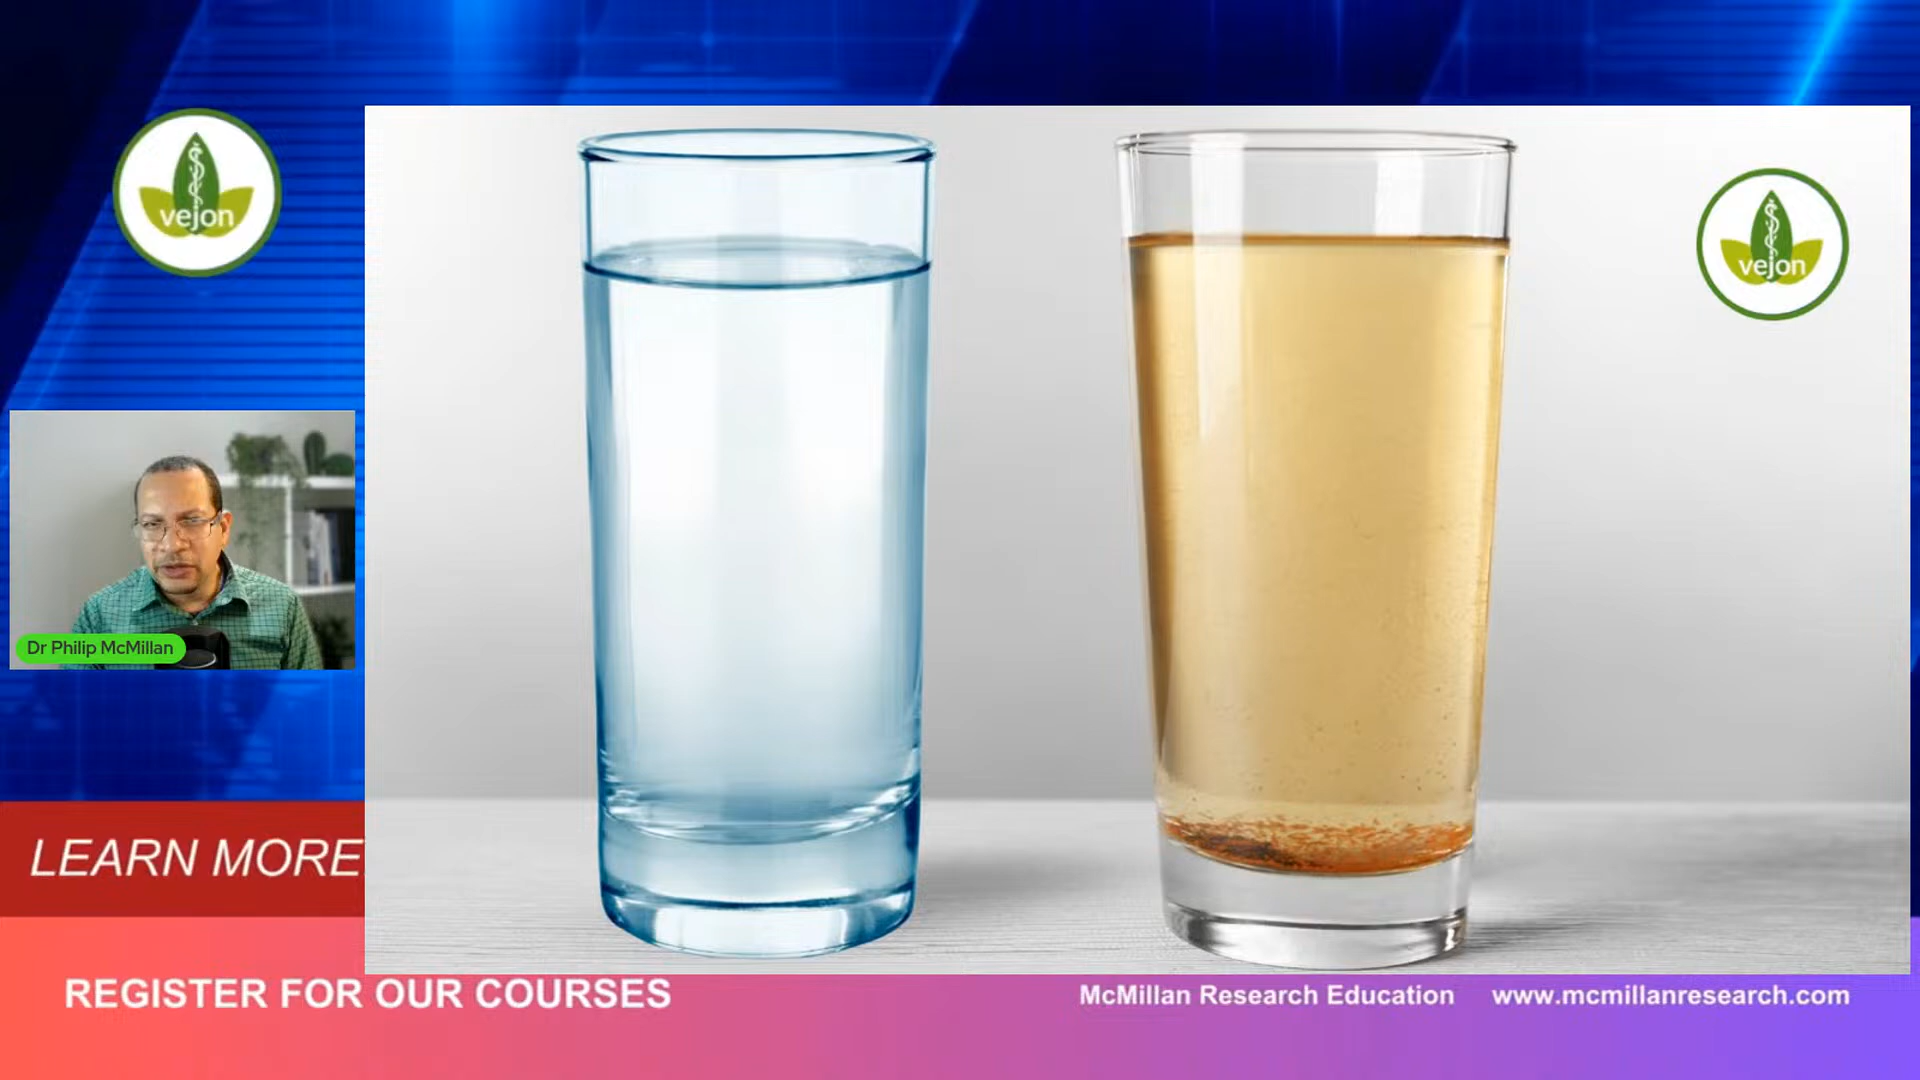 vejon
vejon
Dr Philip McMillan
LEARN MORE
REGISTER FOR OUR COURSES
McMillan Research Education www.mcmillanresearch.com